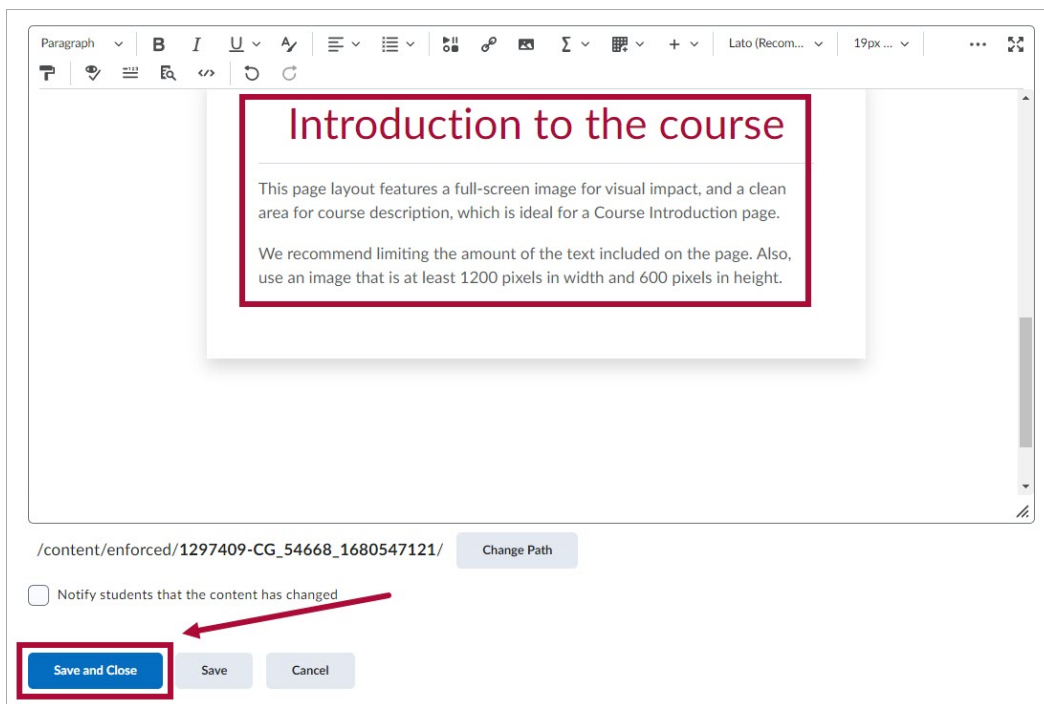 Paragraph B I U Lato (Recom... 19px ... ...
Introduction to the course
This page layout features a full-screen image for visual impact, and a clean
area for course description, which is ideal for a Course Introduction page.
We recommend limiting the amount of the text included on the page. Also,
use an image that is at least 1200 pixels in width and 600 pixels in height.
/content/enforced/1297409-CG_54668_1680547121/ Change Path
Notify students that the content has changed
Save and Close Save Cancel